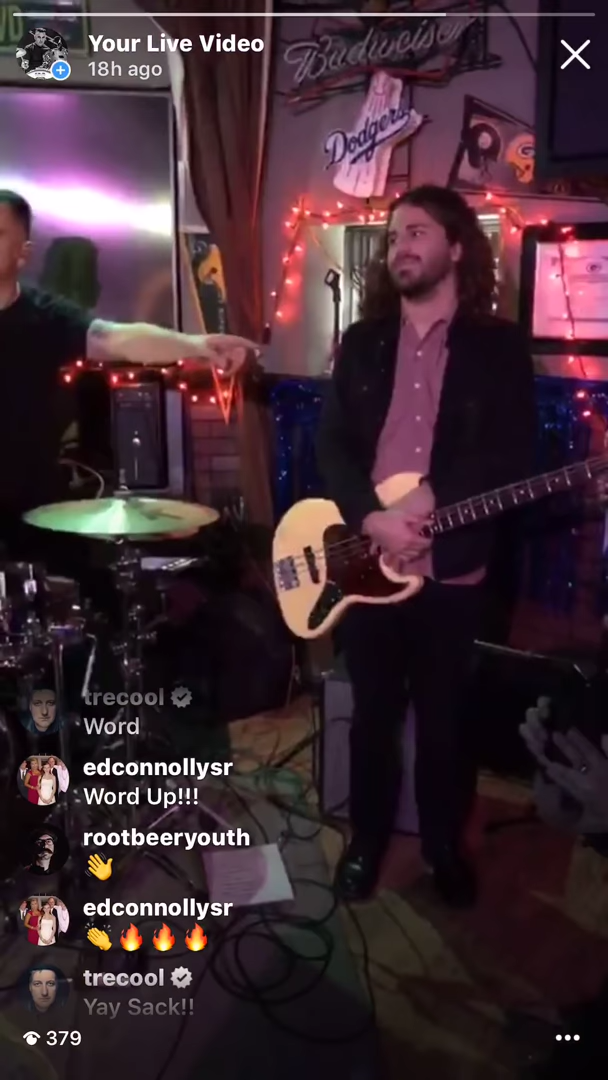 Your Live Video
18h ago
Budweiser
Dodgers
trecool
Word
edconnollysr
Word Up!!!
rootbeeryouth
👋
edconnollysr
👏🔥🔥🔥
trecool
Yay Sack!!
379